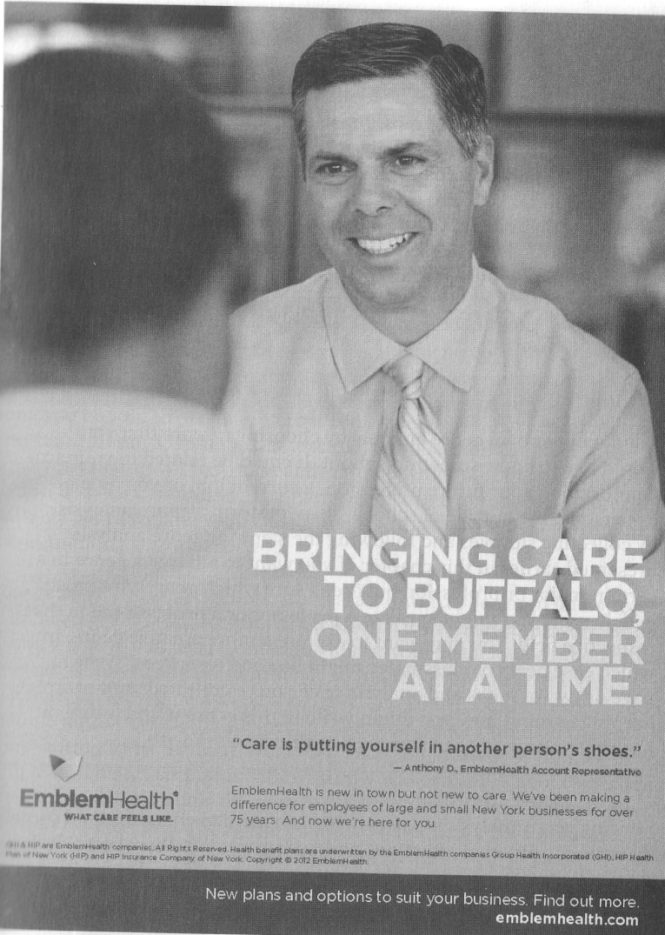 BRINGING CARE
TO BUFFALO,
ONE MEMBER
AT A TIME.
"Care is putting yourself in another person's shoes."
— Anthony D., EmblemHealth Account Representative
EmblemHealth®
WHAT CARE FEELS LIKE.
EmblemHealth is new in town but not new to care. We've been making a
difference for employees of large and small New York businesses for over
75 years. And now we're here for you.
GHI & HIP are EmblemHealth companies. All Rights Reserved. Health benefit plans are underwritten by the EmblemHealth companies Group Health Incorporated (GHI), HIP Health
Plan of New York (HIP) and HIP Insurance Company of New York. Copyright © 2012 EmblemHealth.
New plans and options to suit your business. Find out more.
emblemhealth.com